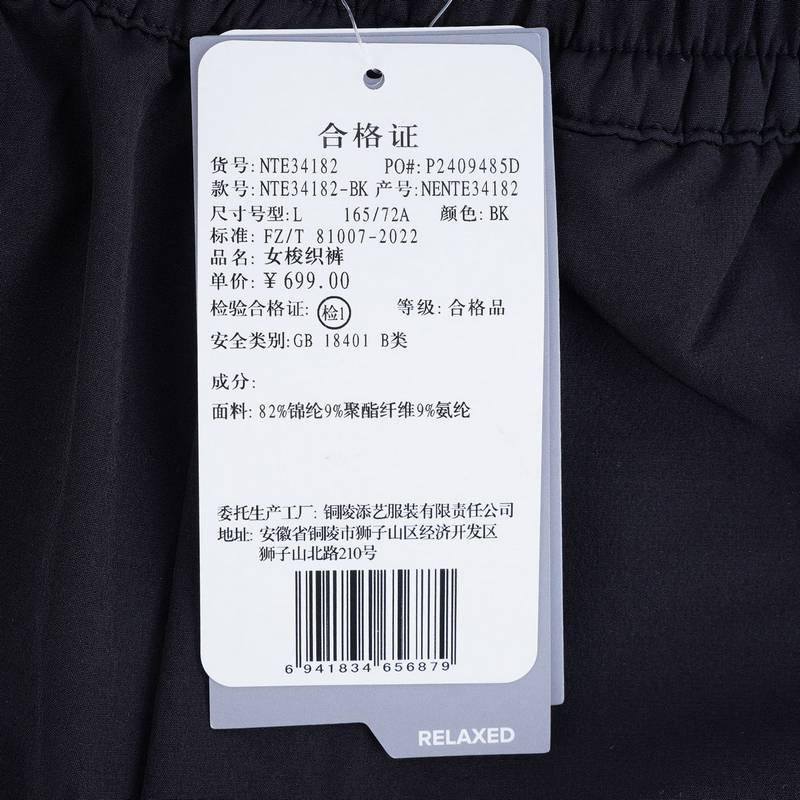 合格证
货号: NTE34182 PO#: P2409485D
款号: NTE34182-BK 产号: NENTE34182
尺寸号型: L 165/72A 颜色: BK
标准: FZ/T 81007-2022
品名: 女梭织裤
单价: ¥ 699.00
检验合格证: 检1 等级: 合格品
安全类别: GB 18401 B类
成分:
面料: 82%锦纶9%聚酯纤维9%氨纶
委托生产工厂: 铜陵添艺服装有限责任公司
地址: 安徽省铜陵市狮子山区经济开发区
狮子山北路210号
6 941834 656879
RELAXED